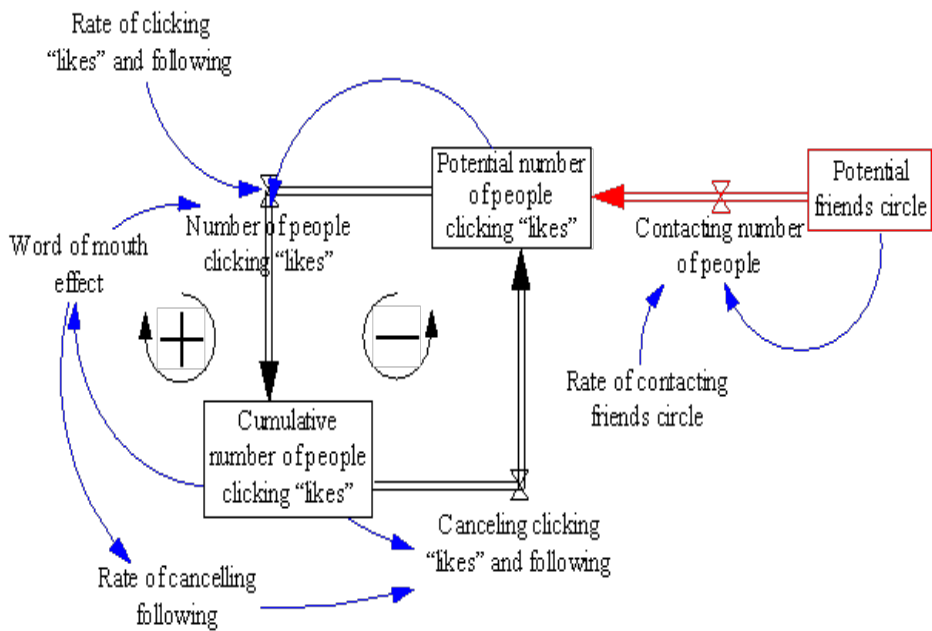 Rate of clicking
“likes” and following
Potential number
of people
clicking “likes”
Potential
friends circle
Number of people
clicking “likes”
Contacting number
of people
Word of mouth
effect
+
−
Rate of contacting
friends circle
Cumulative
number of people
clicking “likes”
Canceling clicking
“likes” and following
Rate of cancelling
following